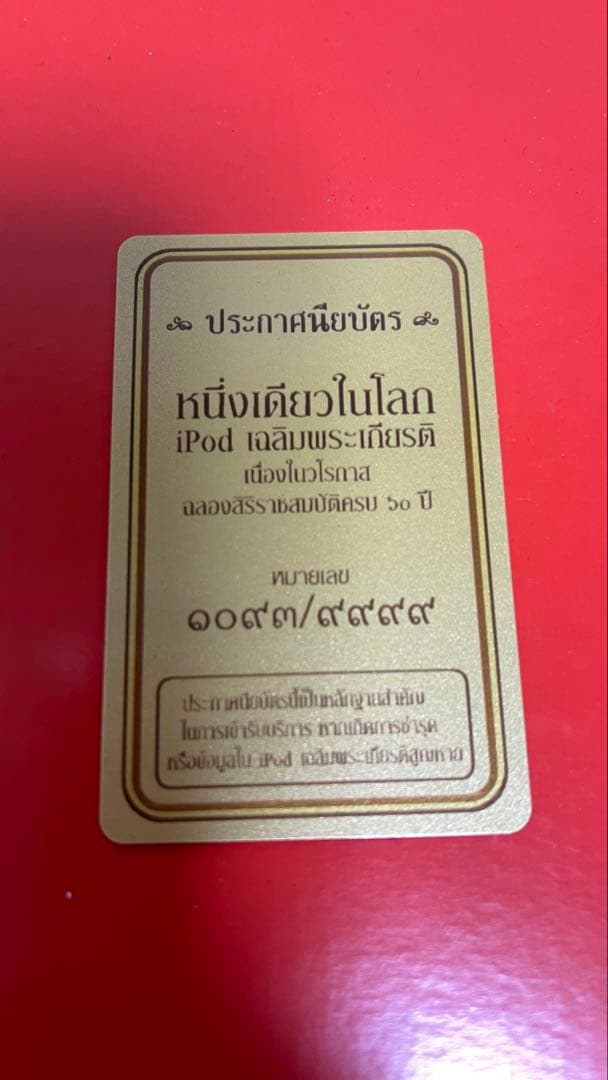 ประกาศนียบัตร
หนึ่งเดียวในโลก
iPod เฉลิมพระเกียรติ
เนื่องในวโรกาส
ฉลองสิริราชสมบัติครบ ๖๐ ปี
หมายเลข
๑๐๙๓/๙๙๙๙
ประกาศนียบัตรนี้เป็นหลักฐานสำคัญ
ในการเข้ารับบริการ หากเกิดการชำรุด
หรือข้อมูลใน iPod เฉลิมพระเกียรติสูญหาย